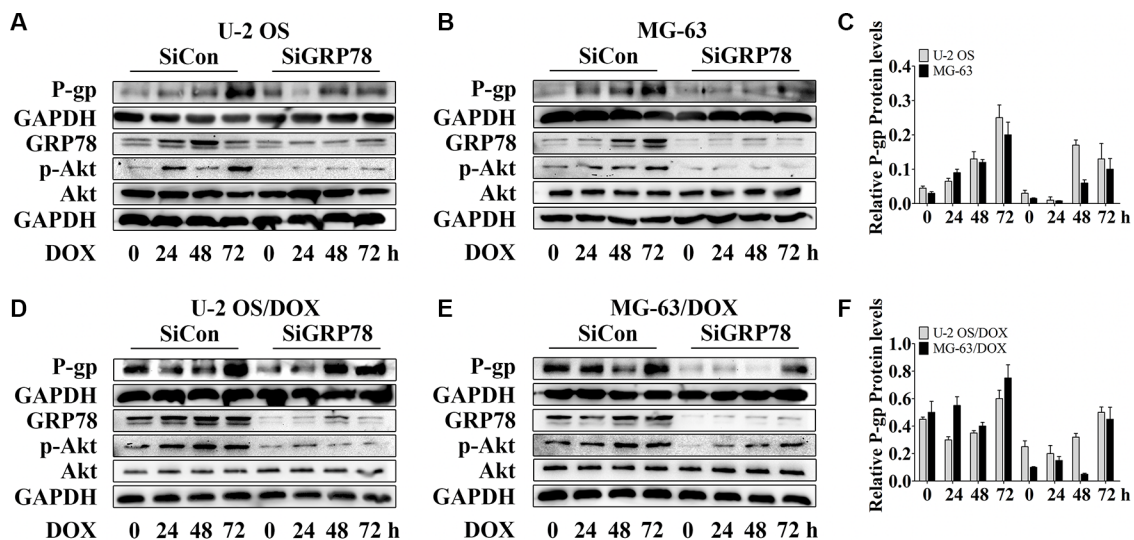 A
U-2 OS
SiCon SiGRP78
P-gp
GAPDH
GRP78
p-Akt
Akt
GAPDH
DOX 0 24 48 72 0 24 48 72 h
B
MG-63
SiCon SiGRP78
P-gp
GAPDH
GRP78
p-Akt
Akt
GAPDH
DOX 0 24 48 72 0 24 48 72 h
C
Relative P-gp Protein levels
U-2 OS
MG-63
0.4
0.3
0.2
0.1
0.0
0 24 48 72 0 24 48 72 h
D
U-2 OS/DOX
SiCon SiGRP78
P-gp
GAPDH
GRP78
p-Akt
Akt
GAPDH
DOX 0 24 48 72 0 24 48 72 h
E
MG-63/DOX
SiCon SiGRP78
P-gp
GAPDH
GRP78
p-Akt
Akt
GAPDH
DOX 0 24 48 72 0 24 48 72 h
F
Relative P-gp Protein levels
U-2 OS/DOX
MG-63/DOX
1.0
0.8
0.6
0.4
0.2
0.0
0 24 48 72 0 24 48 72 h